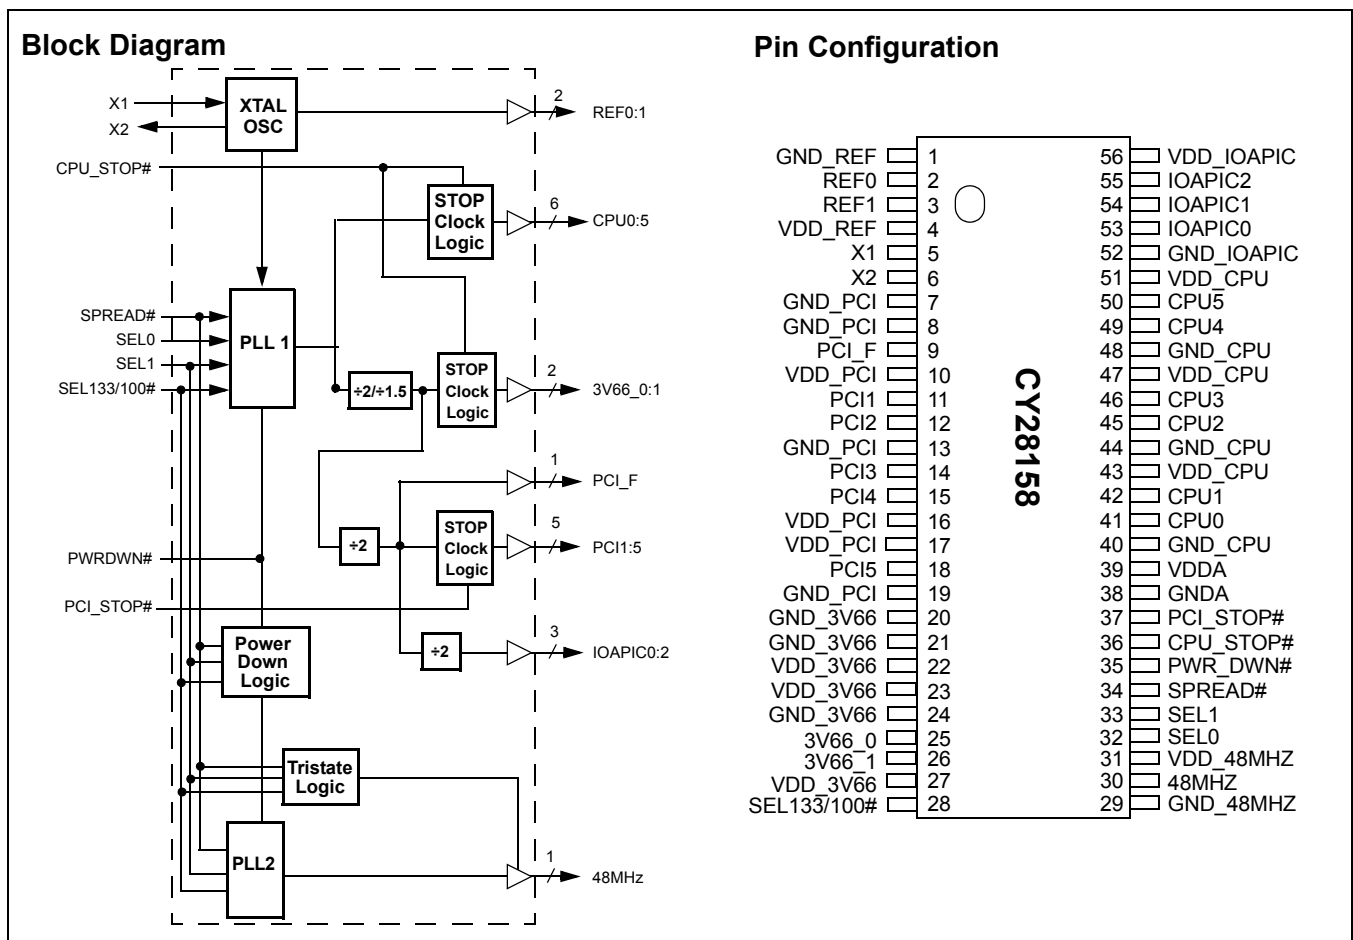 Block Diagram
X1
X2
XTAL
OSC
2
REF0:1
CPU_STOP#
STOP
Clock
Logic
6
CPU0:5
SPREAD#
SEL0
SEL1
SEL133/100#
PLL 1
÷2/÷1.5
STOP
Clock
Logic
2
3V66_0:1
1
PCI_F
÷2
STOP
Clock
Logic
5
PCI1:5
PWRDWN#
PCI_STOP#
Power
Down
Logic
÷2
3
IOAPIC0:2
Tristate
Logic
PLL2
1
48MHz
Pin Configuration
GND_REF 1 56 VDD_IOAPIC
REF0 2 55 IOAPIC2
REF1 3 54 IOAPIC1
VDD_REF 4 53 IOAPIC0
X1 5 52 GND_IOAPIC
X2 6 51 VDD_CPU
GND_PCI 7 50 CPU5
GND_PCI 8 49 CPU4
PCI_F 9 48 GND_CPU
VDD_PCI 10 47 VDD_CPU
PCI1 11 46 CPU3
PCI2 12 45 CPU2
GND_PCI 13 44 GND_CPU
PCI3 14 43 VDD_CPU
PCI4 15 42 CPU1
VDD_PCI 16 41 CPU0
VDD_PCI 17 40 GND_CPU
PCI5 18 39 VDDA
GND_PCI 19 38 GNDA
GND_3V66 20 37 PCI_STOP#
GND_3V66 21 36 CPU_STOP#
VDD_3V66 22 35 PWR_DWN#
VDD_3V66 23 34 SPREAD#
GND_3V66 24 33 SEL1
3V66_0 25 32 SEL0
3V66_1 26 31 VDD_48MHZ
VDD_3V66 27 30 48MHZ
SEL133/100# 28 29 GND_48MHZ
CY28158